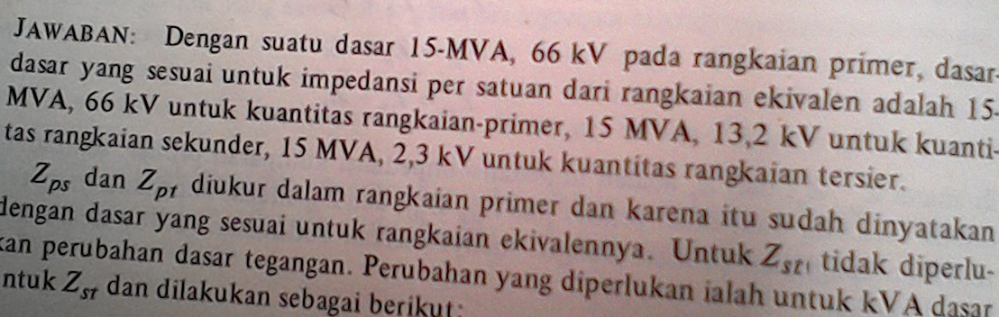 JAWABAN: Dengan suatu dasar 15-MVA, 66 kV pada rangkaian primer, dasar-
dasar yang sesuai untuk impedansi per satuan dari rangkaian ekivalen adalah 15-
MVA, 66 kV untuk kuantitas rangkaian-primer, 15 MVA, 13,2 kV untuk kuanti-
tas rangkaian sekunder, 15 MVA, 2,3 kV untuk kuantitas rangkaian tersier.
Zps dan Zpt diukur dalam rangkaian primer dan karena itu sudah dinyatakan
dengan dasar yang sesuai untuk rangkaian ekivalennya. Untuk Zst, tidak diperlu-
kan perubahan dasar tegangan. Perubahan yang diperlukan ialah untuk kVA dasar
ntuk Zst dan dilakukan sebagai berikut: